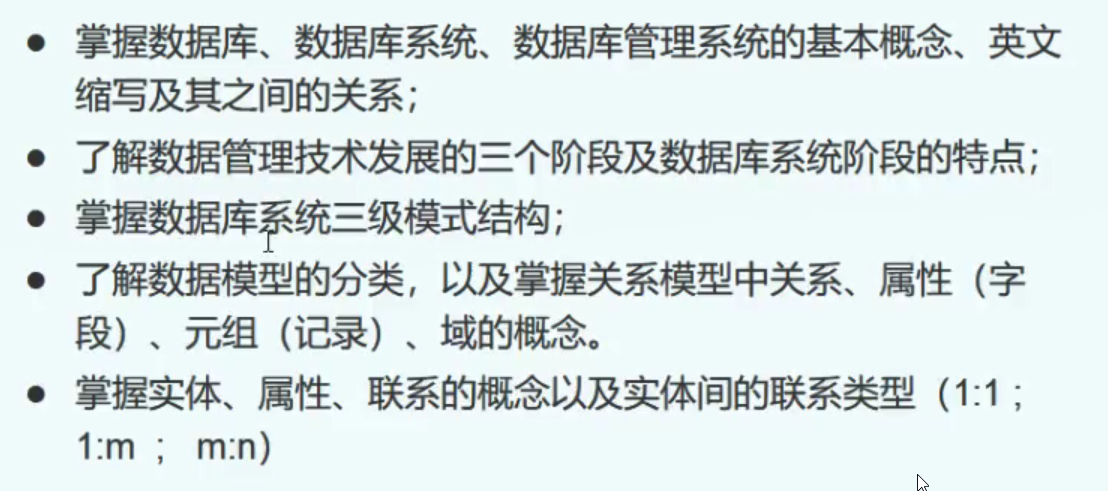 ● 掌握数据库、数据库系统、数据库管理系统的基本概念、英文
缩写及其之间的关系；
● 了解数据管理技术发展的三个阶段及数据库系统阶段的特点；
● 掌握数据库系统三级模式结构；
● 了解数据模型的分类，以及掌握关系模型中关系、属性（字
段）、元组（记录）、域的概念。
● 掌握实体、属性、联系的概念以及实体间的联系类型（1:1；
1:m ； m:n）